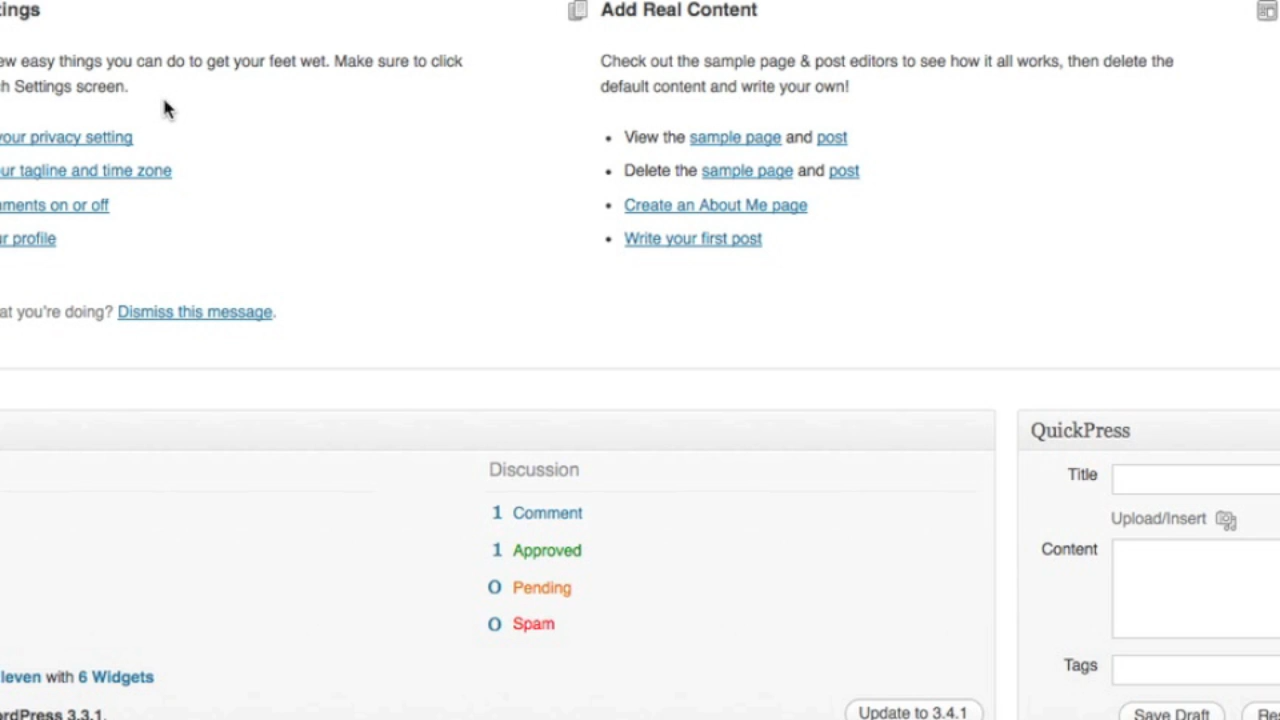 ings
ew easy things you can do to get your feet wet. Make sure to click
h Settings screen.
your privacy setting
ur tagline and time zone
ments on or off
r profile
at you're doing? Dismiss this message.
Add Real Content
Check out the sample page & post editors to see how it all works, then delete the
default content and write your own!
• View the sample page and post
• Delete the sample page and post
• Create an About Me page
• Write your first post
Discussion
1 Comment
1 Approved
0 Pending
0 Spam
leven with 6 Widgets
rdPress 3.3.1.
Update to 3.4.1
QuickPress
Title
Upload/Insert
Content
Tags
Save Draft
Res